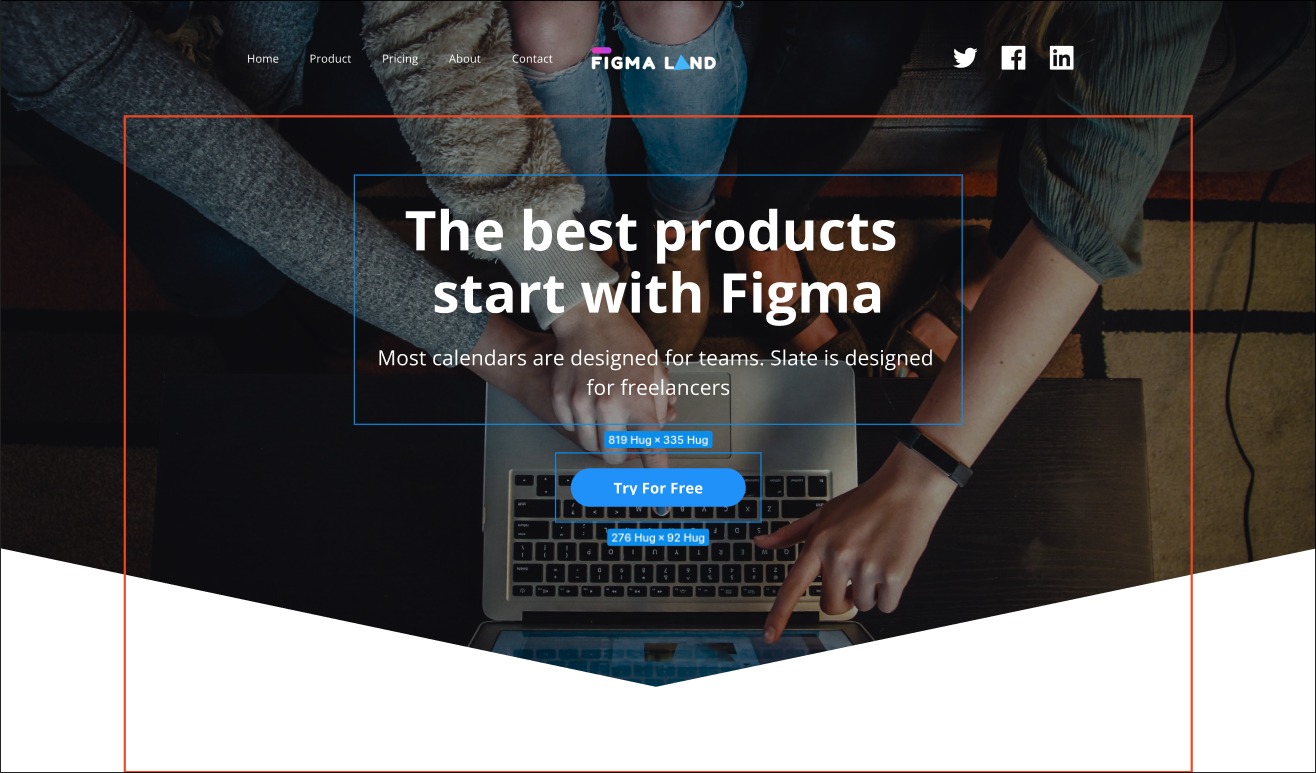 Home
Product
Pricing
About
Contact
FIGMA LAND
The best products
start with Figma
Most calendars are designed for teams. Slate is designed
for freelancers
819 Hug × 335 Hug
Try For Free
276 Hug × 92 Hug